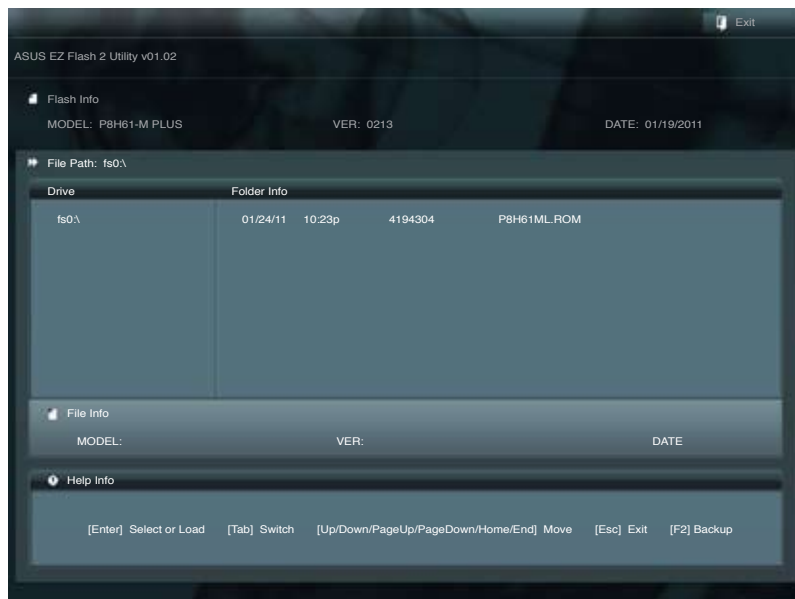 Exit
ASUS EZ Flash 2 Utility v01.02
Flash Info
MODEL: P8H61-M PLUS VER: 0213 DATE: 01/19/2011
File Path: fs0:\
Drive Folder Info
fs0:\ 01/24/11 10:23p 4194304 P8H61ML.ROM
File Info
MODEL: VER: DATE
Help Info
[Enter] Select or Load [Tab] Switch [Up/Down/PageUp/PageDown/Home/End] Move [Esc] Exit [F2] Backup